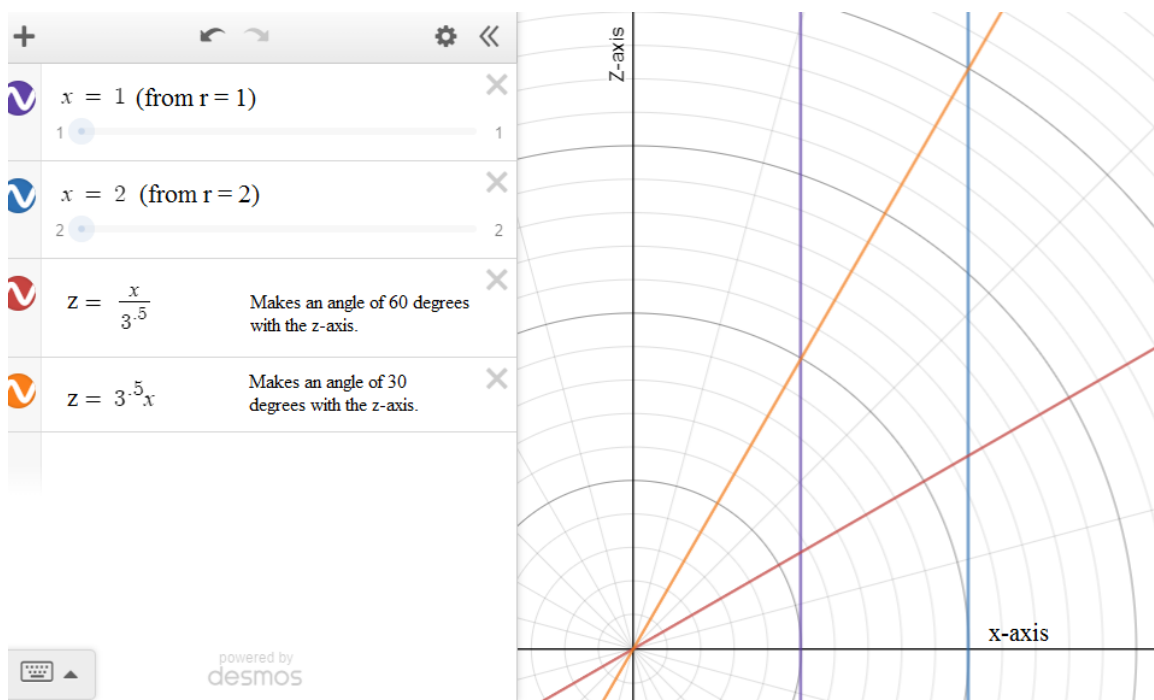 x = 1 (from r = 1)
1 1
x = 2 (from r = 2)
2 2
z = x/3^.5
Makes an angle of 60 degrees
with the z-axis.
z = 3^.5x
Makes an angle of 30
degrees with the z-axis.
powered by
desmos
Z-axis
x-axis